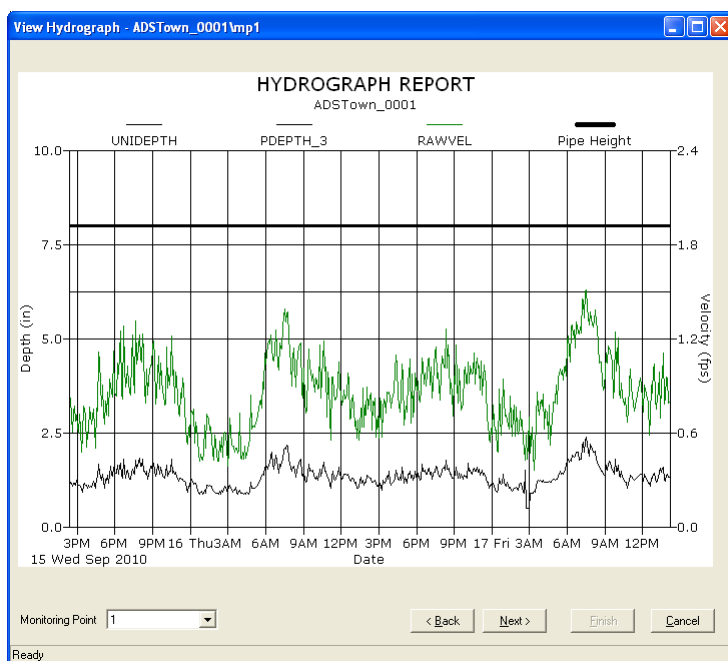 View Hydrograph - ADSTown_0001\mp1
HYDROGRAPH REPORT
ADSTown_0001
UNIDEPTH PDEPTH_3 RAWVEL Pipe Height
10.0 2.4
7.5 1.8
5.0 1.2
2.5 0.6
0.0 0.0
Depth (in)
Velocity (fps)
3PM 6PM 9PM 16 Thu 3AM 6AM 9AM 12PM 3PM 6PM 9PM 17 Fri 3AM 6AM 9AM 12PM
15 Wed Sep 2010 Date
Monitoring Point 1 < Back Next > Finish Cancel
Ready